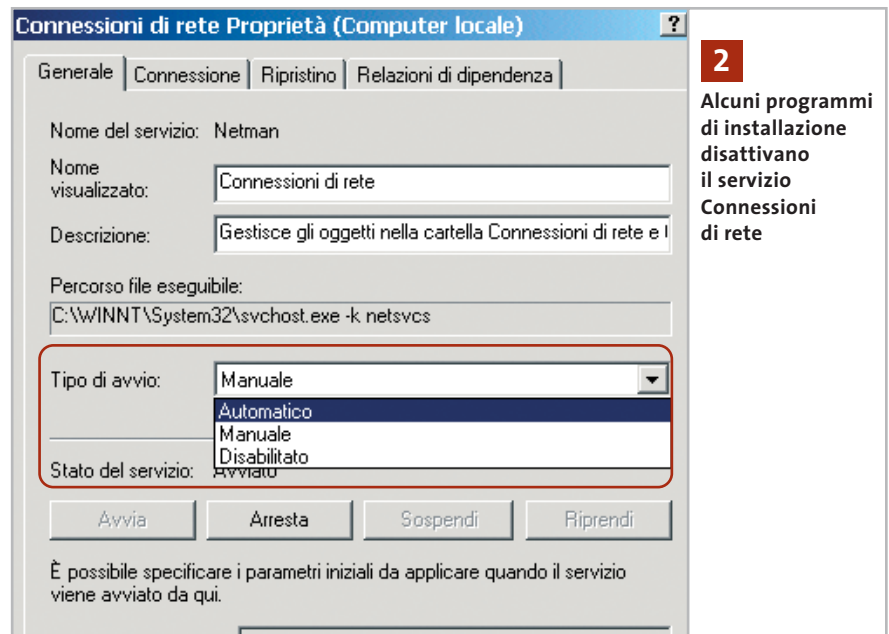 Connessioni di rete Proprietà (Computer locale)
?
Generale
Connessione
Ripristino
Relazioni di dipendenza
Nome del servizio: Netman
Nome
visualizzato:
Connessioni di rete
Descrizione:
Gestisce gli oggetti nella cartella Connessioni di rete e
Percorso file eseguibile:
C:\WINNT\System32\svchost.exe -k netsvcs
Tipo di avvio:
Manuale
Automatico
Manuale
Disabilitato
Stato del servizio: Avviato
Avvia
Arresta
Sospendi
Riprendi
È possibile specificare i parametri iniziali da applicare quando il servizio
viene avviato da qui.
2
Alcuni programmi
di installazione
disattivano
il servizio
Connessioni
di rete